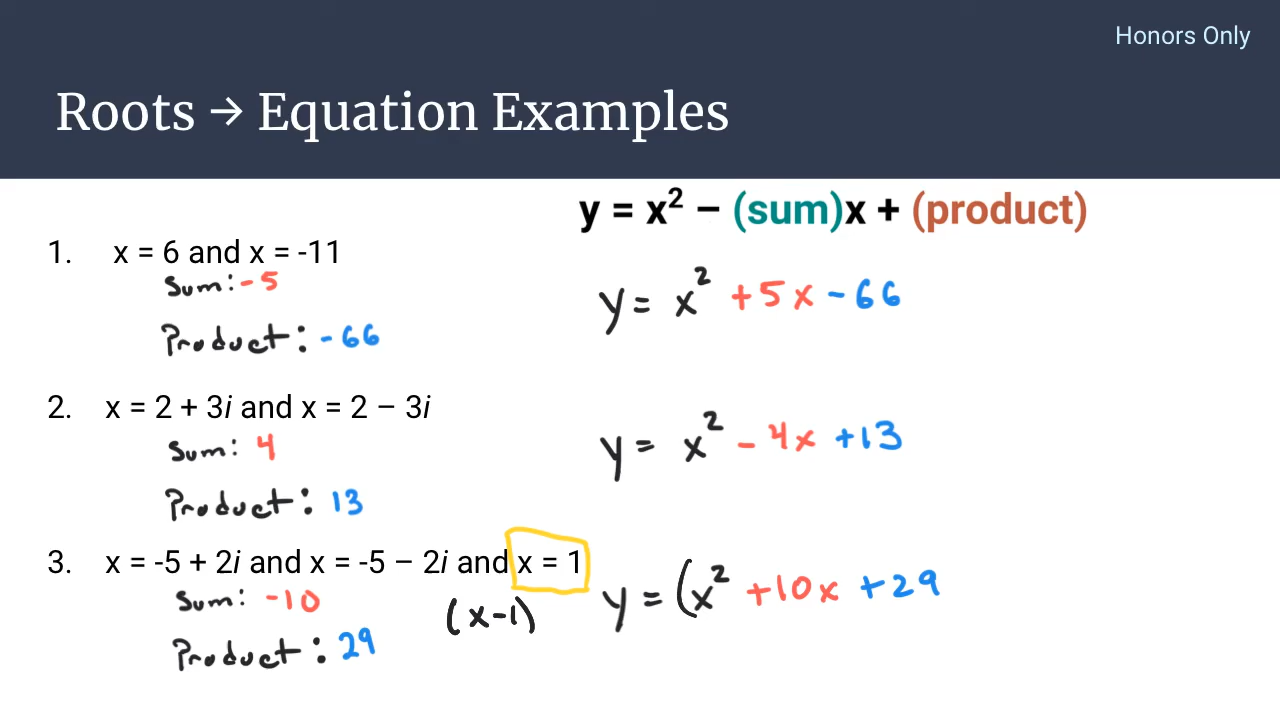 Honors Only
Roots → Equation Examples
y = x² – (sum)x + (product)
1. x = 6 and x = -11
Sum: -5
Product: -66
y = x² +5x -66
2. x = 2 + 3i and x = 2 – 3i
Sum: 4
Product: 13
y = x² - 4x +13
3. x = -5 + 2i and x = -5 – 2i and x = 1
Sum: -10
(x-1)
Product: 29
y = (x² +10x +29